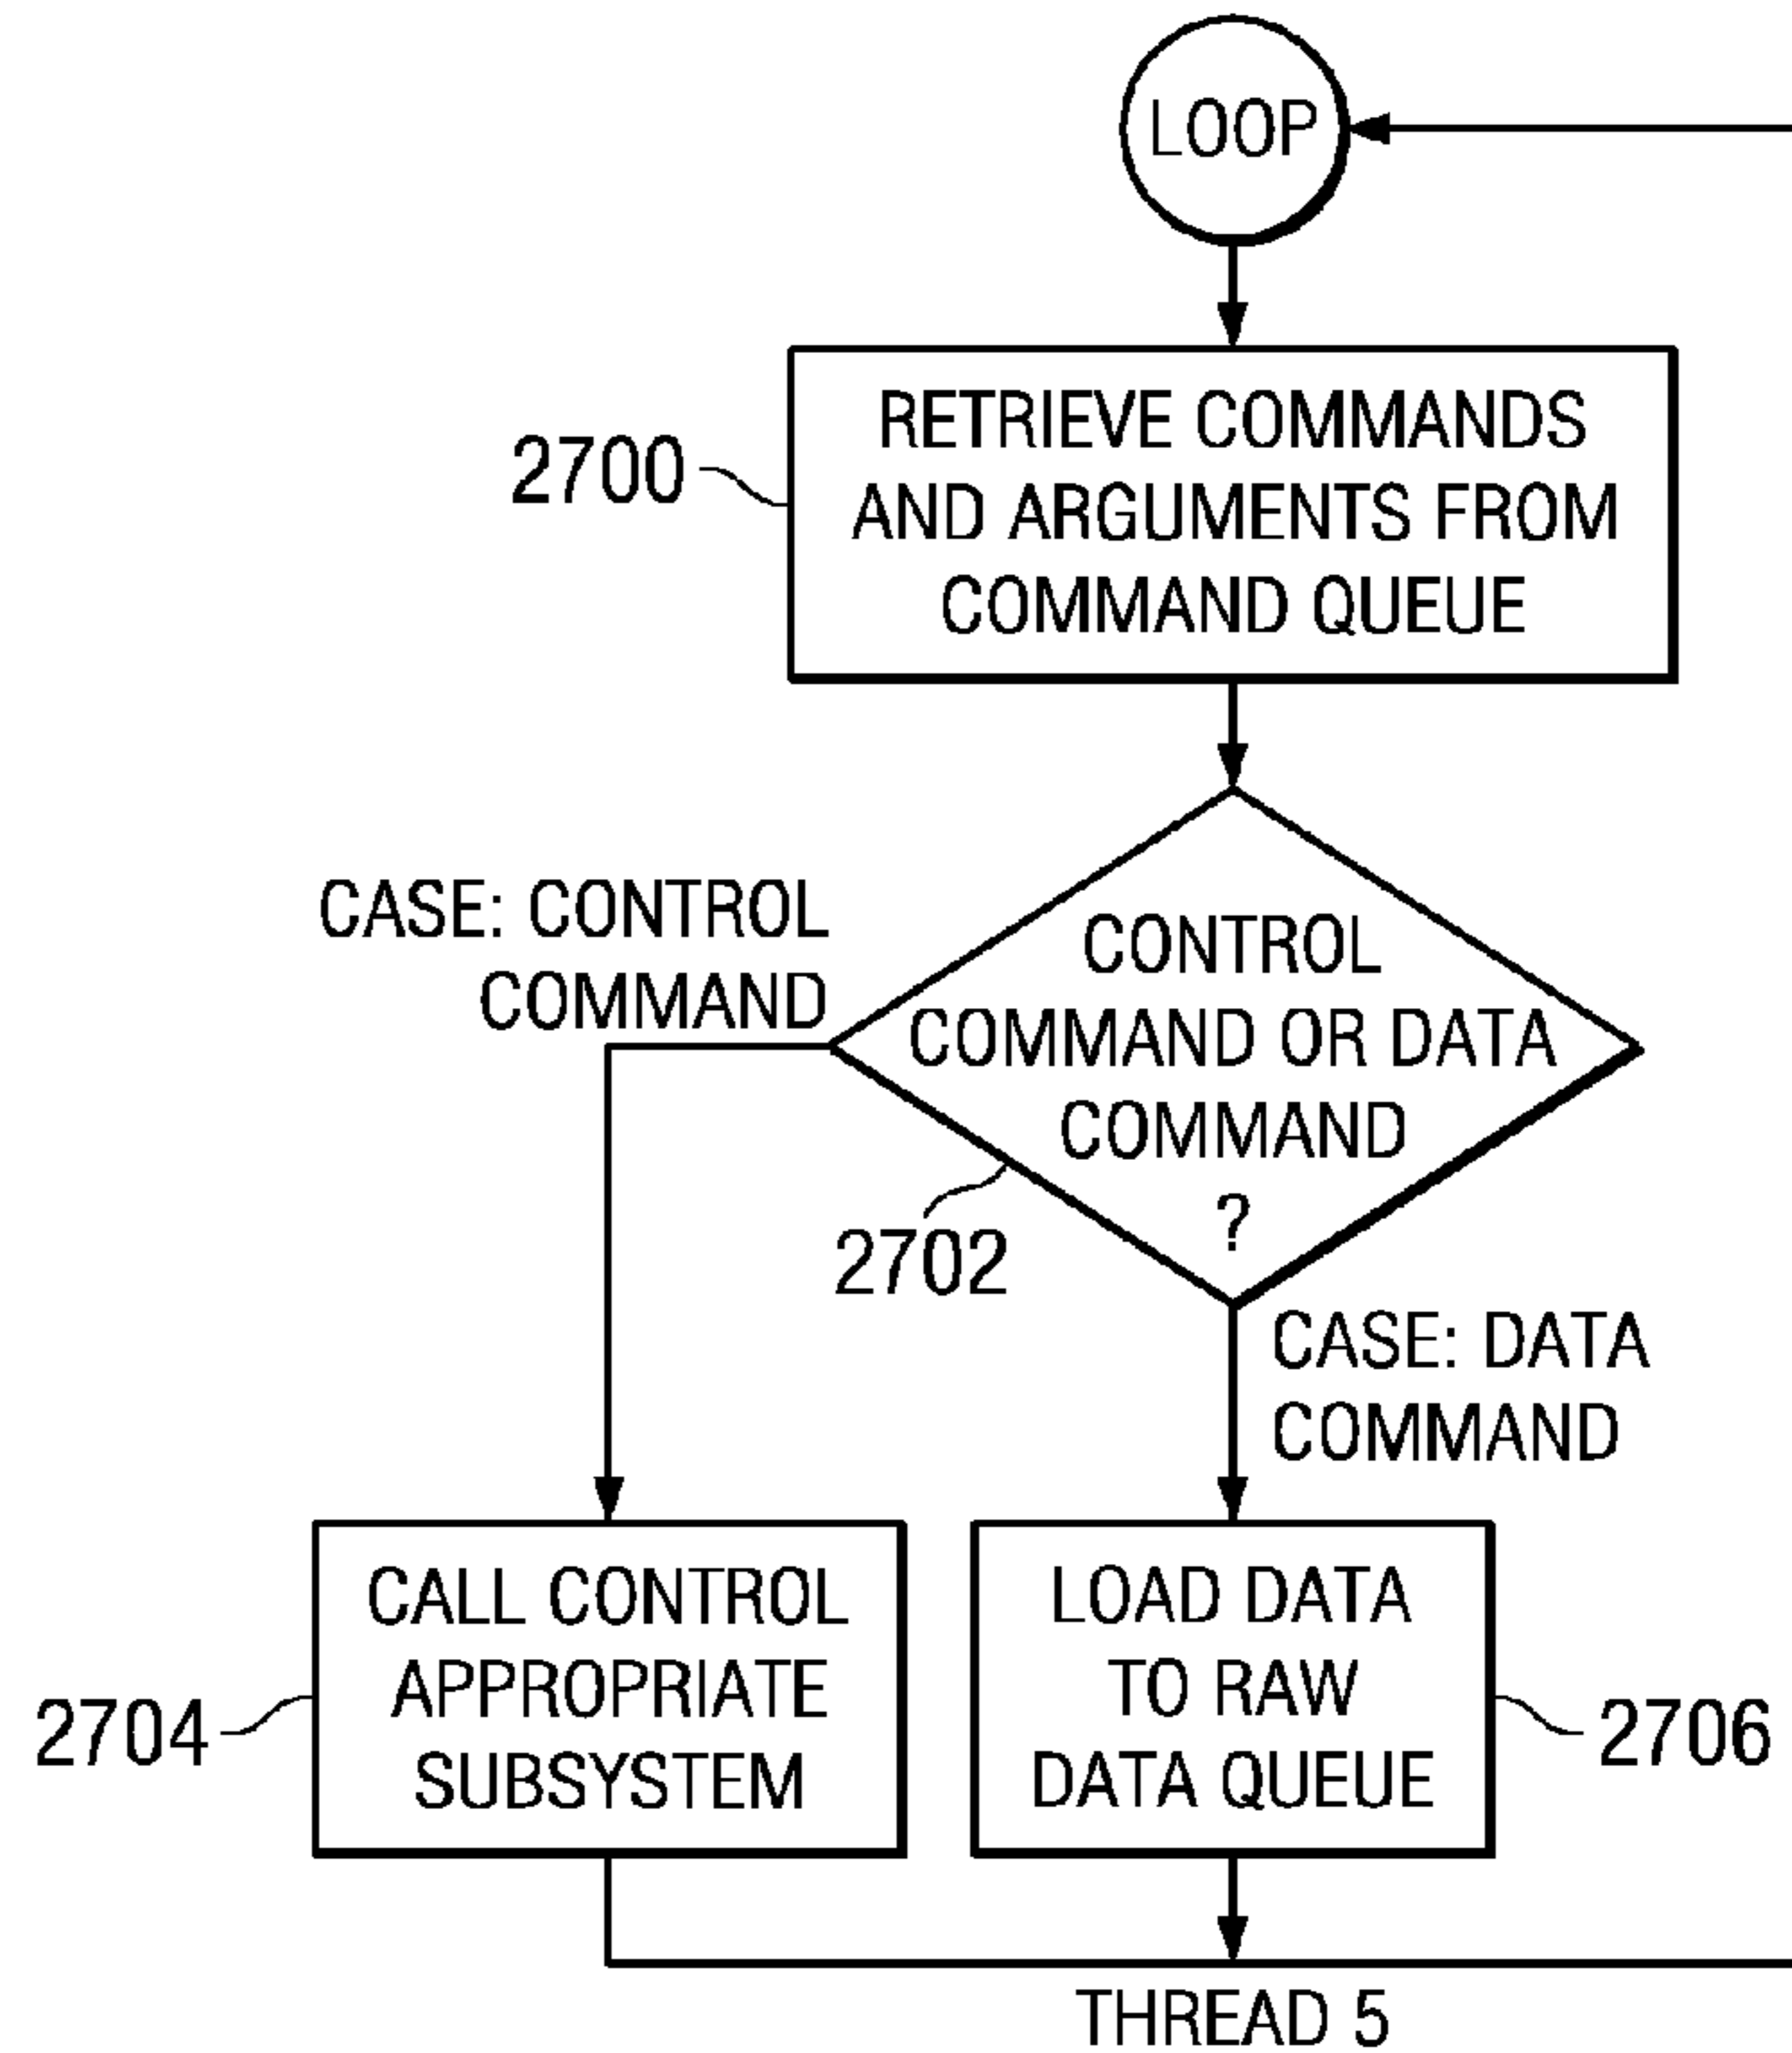 LOOP
2700
RETRIEVE COMMANDS
AND ARGUMENTS FROM
COMMAND QUEUE
CASE: CONTROL
COMMAND
CONTROL
COMMAND OR DATA
COMMAND
?
2702
CASE: DATA
COMMAND
2704
CALL CONTROL
APPROPRIATE
SUBSYSTEM
LOAD DATA
TO RAW
DATA QUEUE
2706
THREAD 5